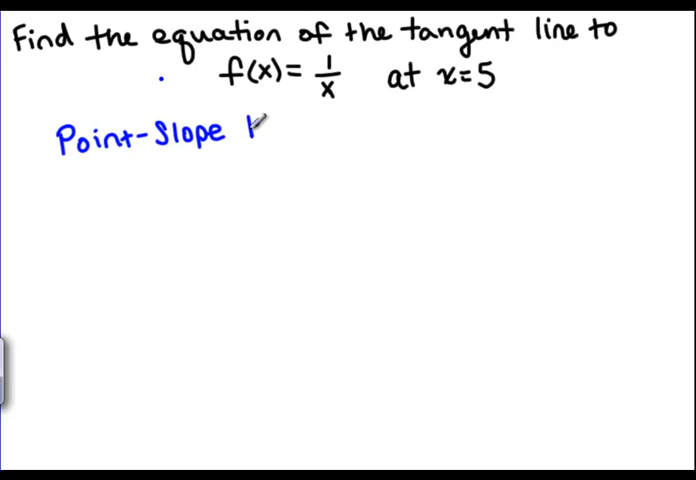 Find the equation of the tangent line to
f(x) = 1/x at x=5
Point-Slope